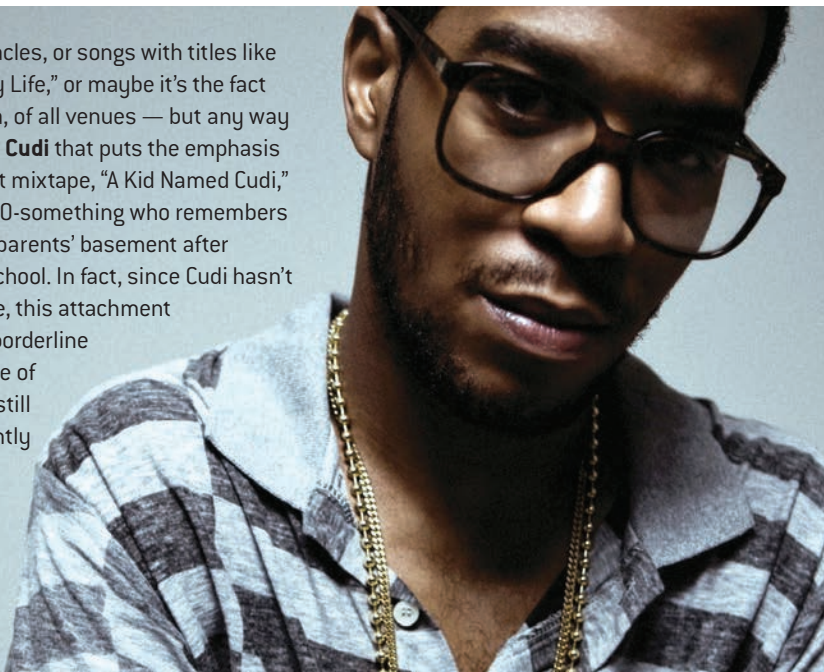 cles, or songs with titles like
y Life,” or maybe it’s the fact
, of all venues — but any way
Cudi that puts the emphasis
t mixtape, “A Kid Named Cudi,”
0-something who remembers
parents’ basement after
chool. In fact, since Cudi hasn’t
e, this attachment
borderline
e of
still
ntly